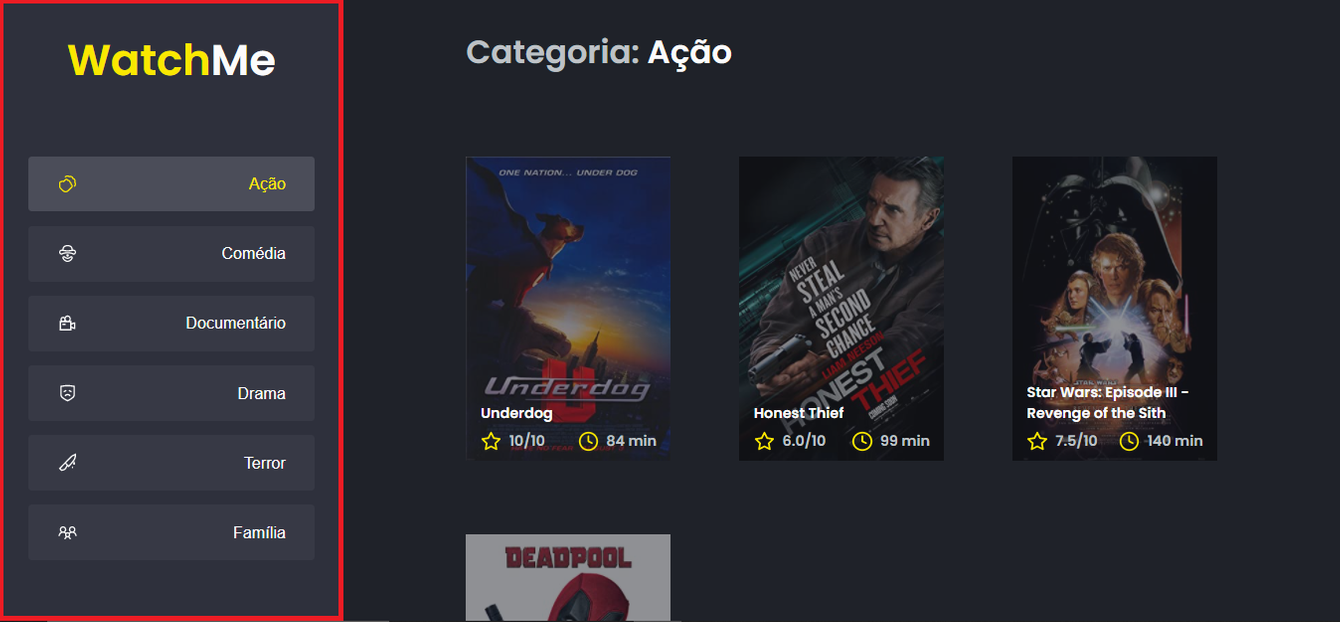 WatchMe
Ação
Comédia
Documentário
Drama
Terror
Família
Categoria: Ação
ONE NATION... UNDER DOG
Underdog
U
Underdog
10/10 84 min
NEVER
STEAL
A MAN'S
SECOND
CHANCE
LIAM NEESON
HONEST
THIEF
COMING SOON
Honest Thief
6.0/10 99 min
STAR WARS
Star Wars: Episode III -
Revenge of the Sith
7.5/10 140 min
DEADPOOL